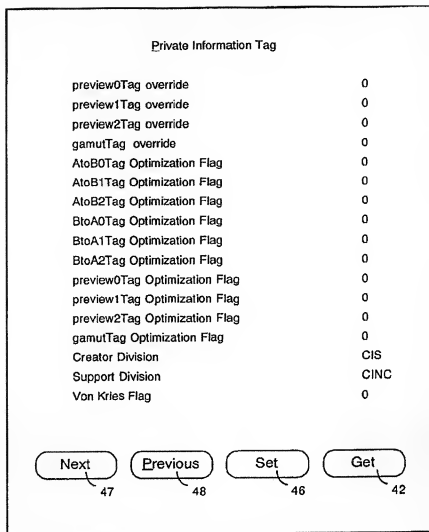 Private Information Tag
preview0Tag override 0
preview1Tag override 0
preview2Tag override 0
gamutTag override 0
AtoB0Tag Optimization Flag 0
AtoB1Tag Optimization Flag 0
AtoB2Tag Optimization Flag 0
BtoA0Tag Optimization Flag 0
BtoA1Tag Optimization Flag 0
BtoA2Tag Optimization Flag 0
preview0Tag Optimization Flag 0
preview1Tag Optimization Flag 0
preview2Tag Optimization Flag 0
gamutTag Optimization Flag 0
Creator Division CIS
Support Division CINC
Von Kries Flag 0
Next Previous Set Get
47 48 46 42